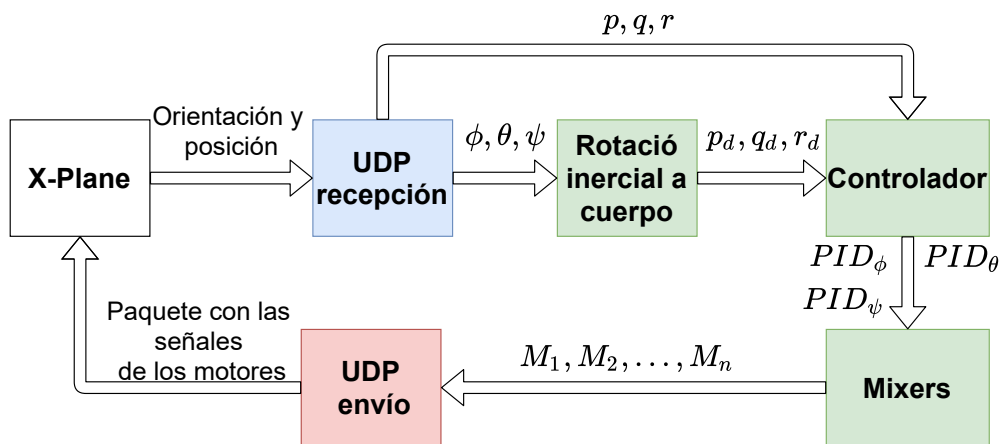 p, q, r
Orientación y
posición
X-Plane
UDP
recepción
ϕ, θ, ψ
Rotació
inercial a
cuerpo
p_d, q_d, r_d
Controlador
PID_ϕ
PID_θ
PID_ψ
Paquete con las
señales
de los motores
UDP
envío
M_1, M_2, . . . , M_n
Mixers